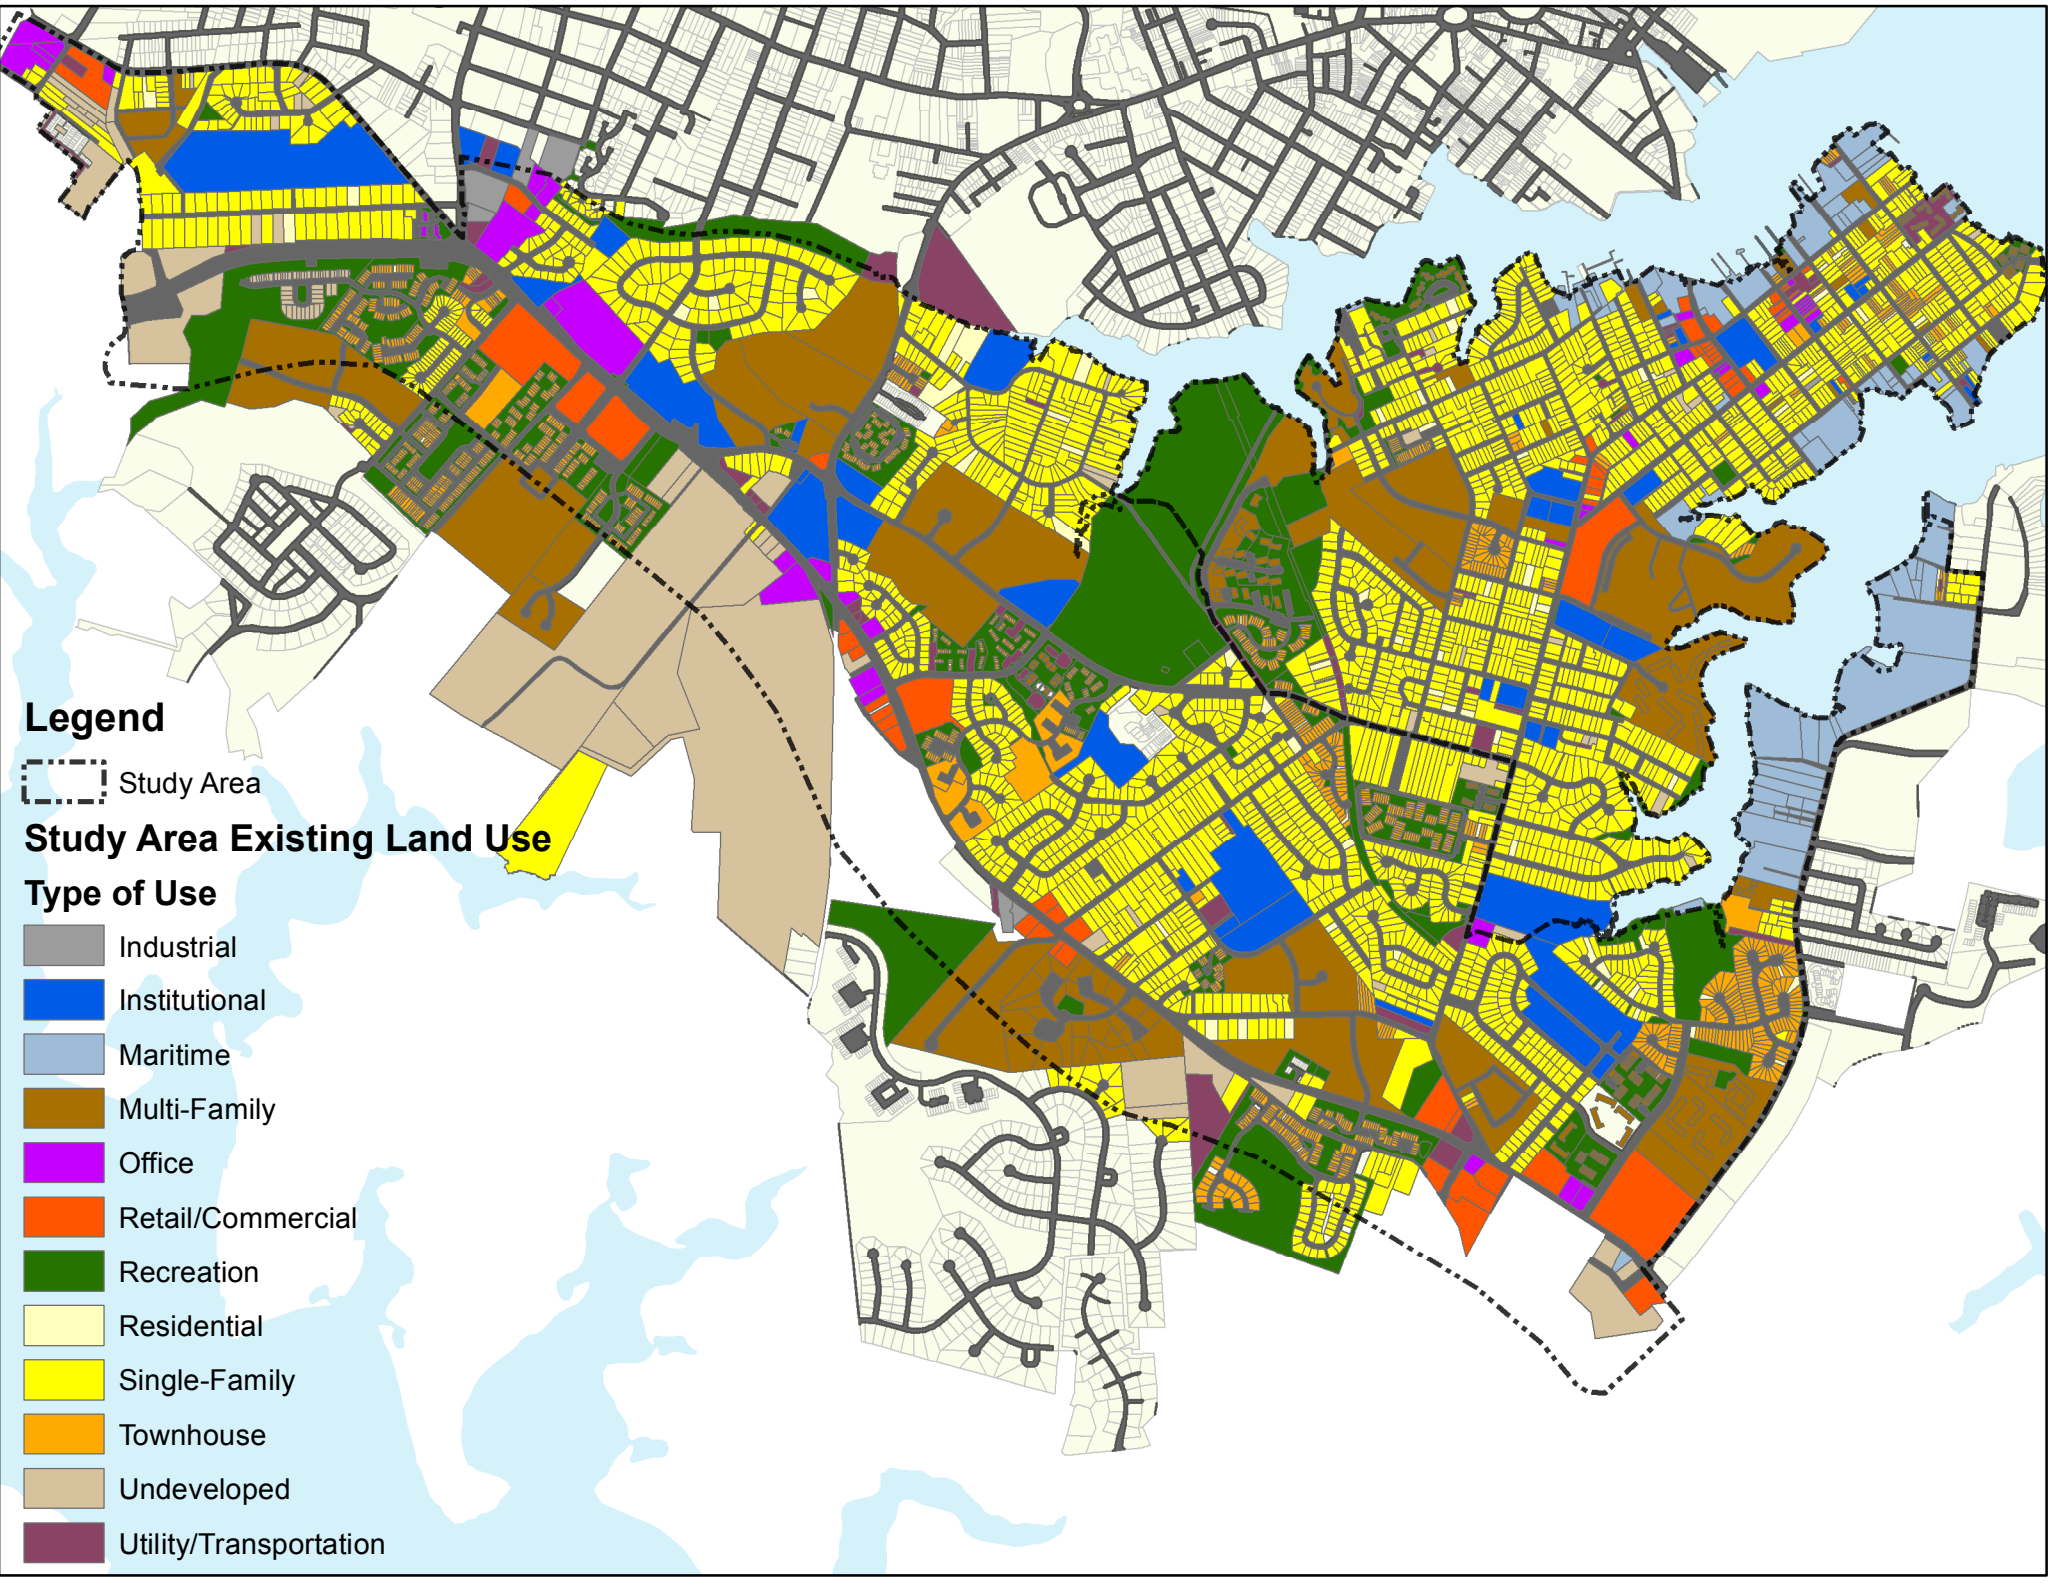 Legend
Study Area
Study Area Existing Land Use
Type of Use
Industrial
Institutional
Maritime
Multi-Family
Office
Retail/Commercial
Recreation
Residential
Single-Family
Townhouse
Undeveloped
Utility/Transportation